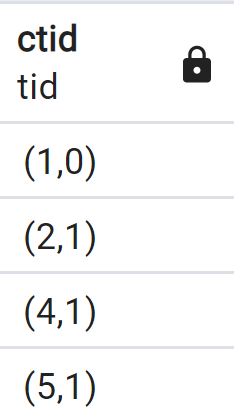 ctid
tid
(1,0)
(2,1)
(4,1)
(5,1)